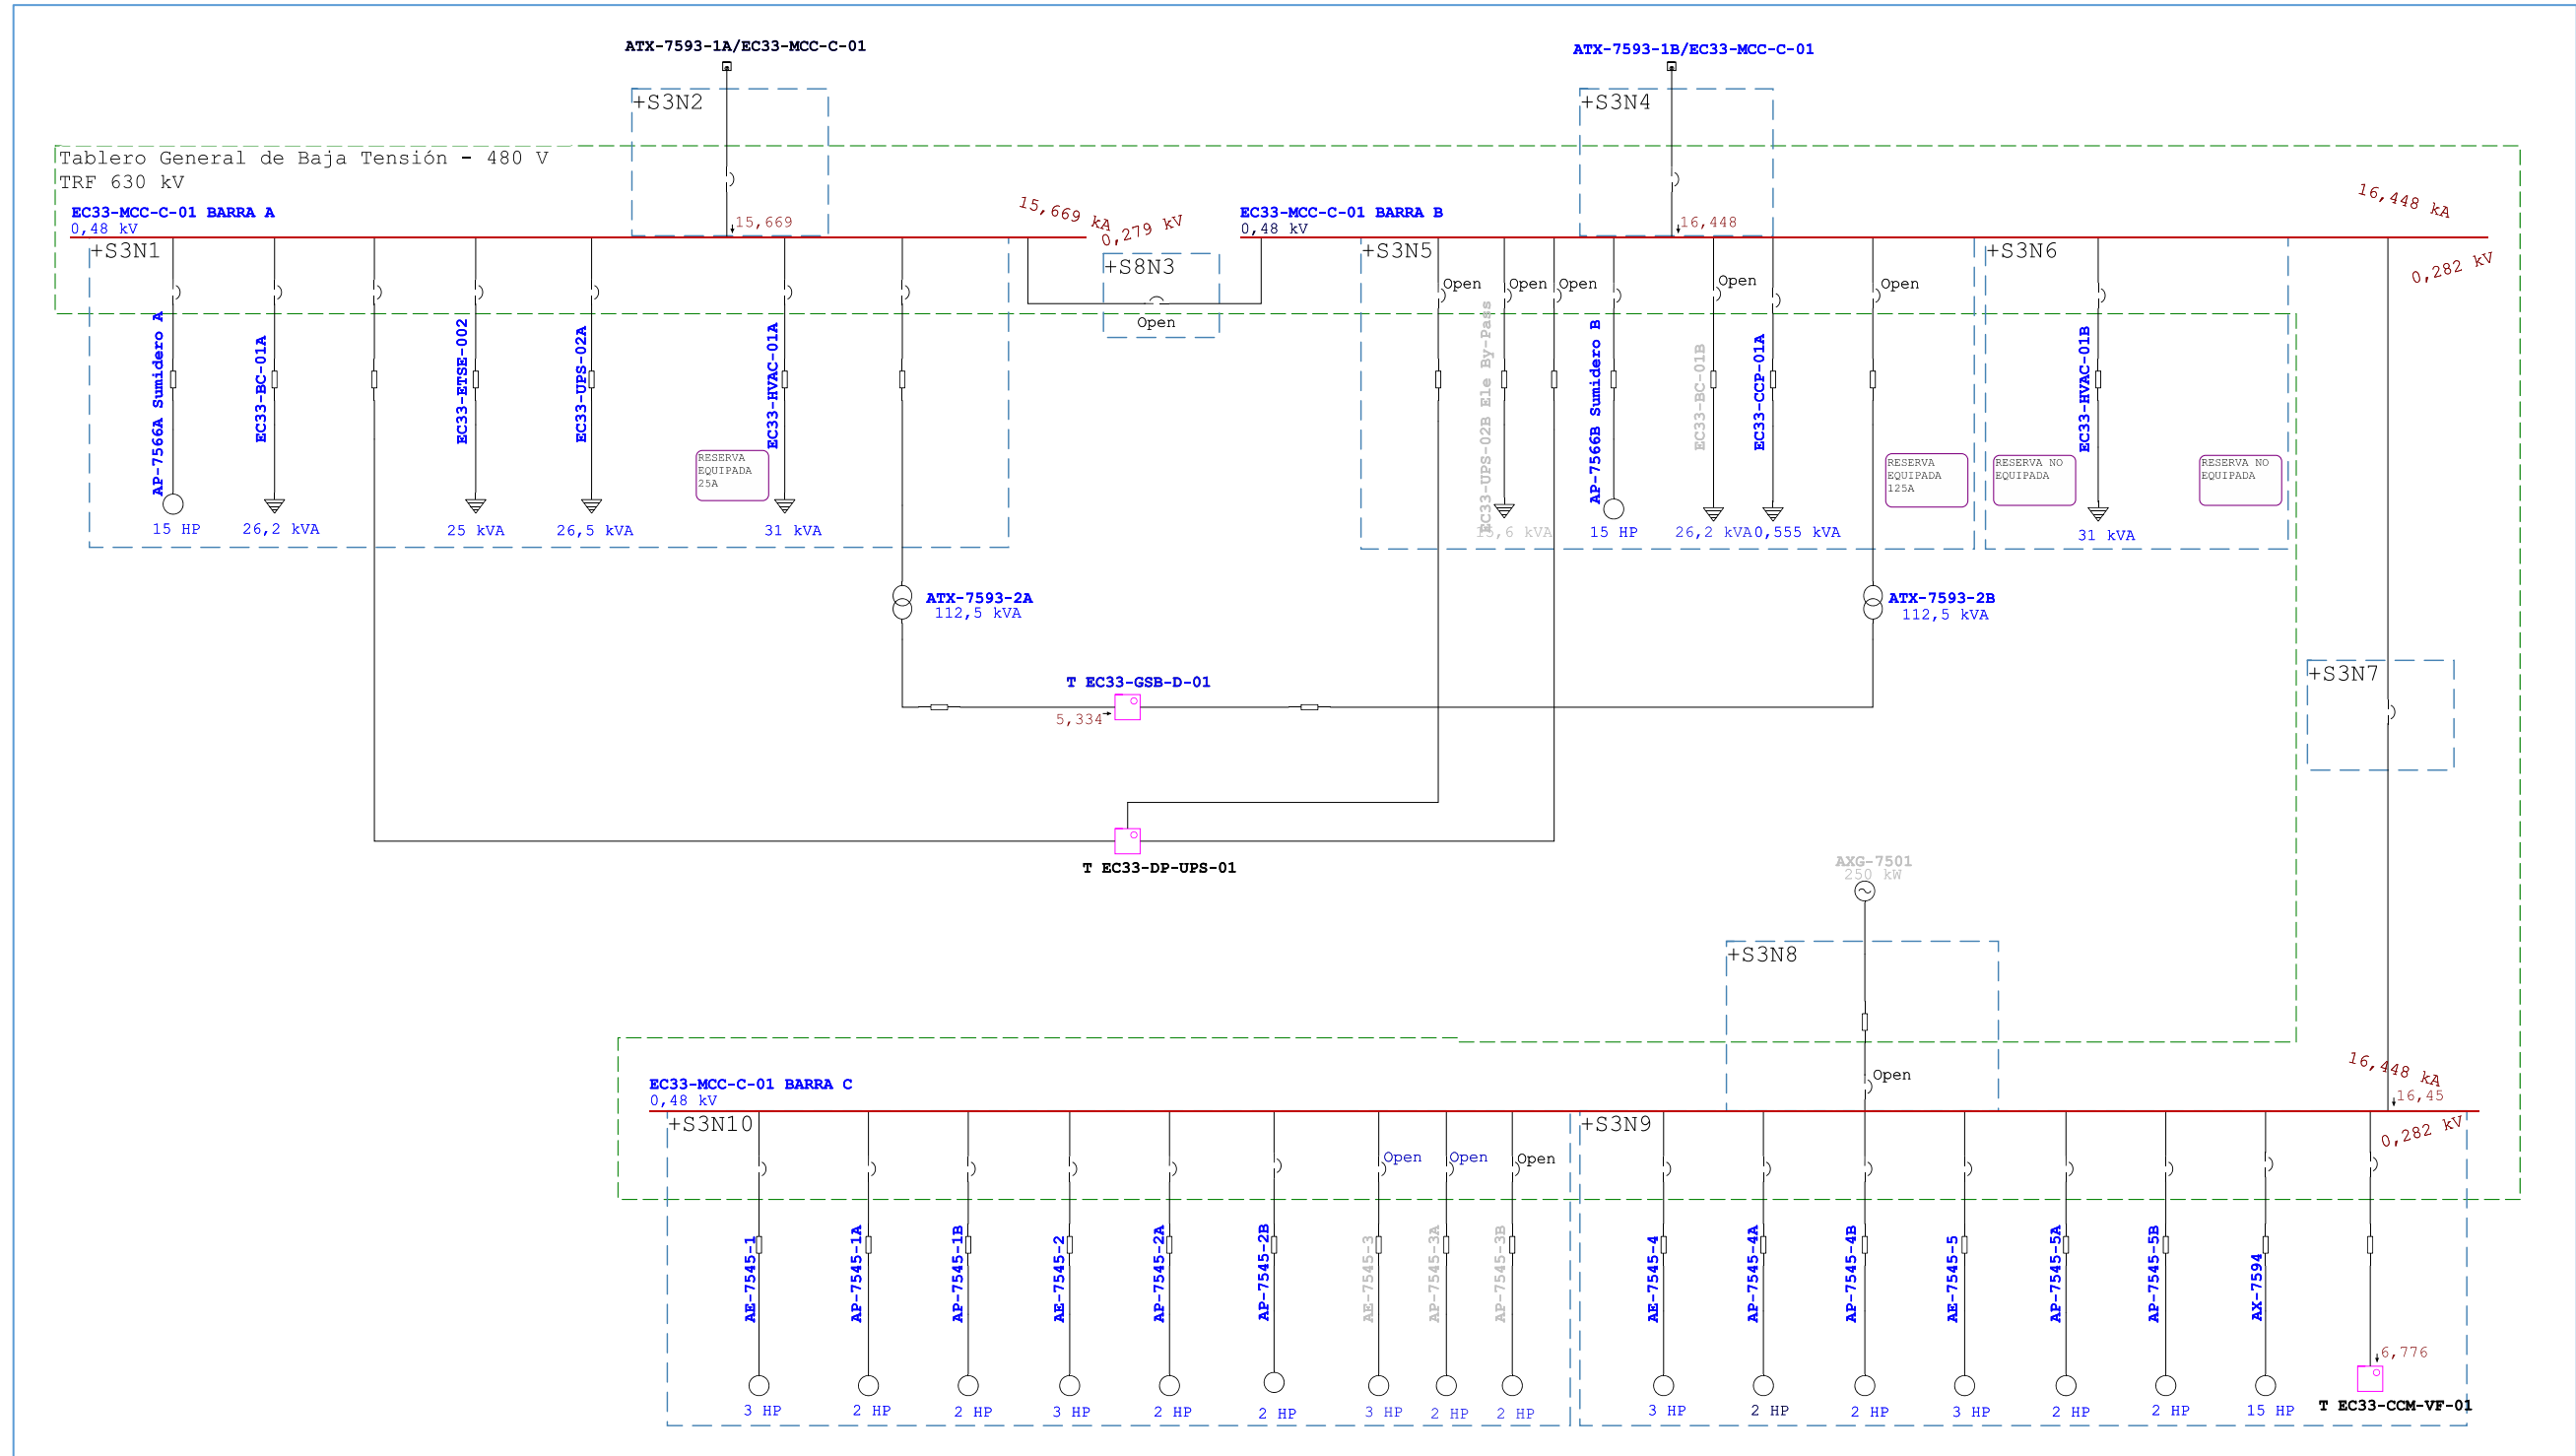 ATX-7593-1A/EC33-MCC-C-01
ATX-7593-1B/EC33-MCC-C-01
+S3N2
+S3N4
Tablero General de Baja Tensión - 480 V
TRF 630 kV
EC33-MCC-C-01 BARRA A
0,48 kV
15,669
15,669 kA
0,279 kV
EC33-MCC-C-01 BARRA B
0,48 kV
16,448
16,448 kA
0,282 kV
+S3N1
+S8N3
Open
+S3N5
+S3N6
Open
Open
Open
Open
Open
AP-7566A Sumidero A
EC33-BC-01A
EC33-ETSE-002
EC33-UPS-02A
EC33-HVAC-01A
EC33-UPS-02B Ele By-Pass
AP-7566B Sumidero B
EC33-BC-01B
EC33-CCP-01A
EC33-HVAC-01B
RESERVA
EQUIPADA
25A
RESERVA
EQUIPADA
125A
RESERVA NO
EQUIPADA
RESERVA NO
EQUIPADA
15 HP
26,2 kVA
25 kVA
26,5 kVA
31 kVA
15,6 kVA
15 HP
26,2 kVA
0,555 kVA
31 kVA
ATX-7593-2A
112,5 kVA
ATX-7593-2B
112,5 kVA
T EC33-GSB-D-01
5,334
+S3N7
T EC33-DP-UPS-01
AXG-7501
250 kW
+S3N8
Open
EC33-MCC-C-01 BARRA C
0,48 kV
16,448 kA
16,45
0,282 kV
+S3N10
+S3N9
Open
Open
Open
AE-7545-1
AP-7545-1A
AP-7545-1B
AE-7545-2
AP-7545-2A
AP-7545-2B
AE-7545-3
AP-7545-3A
AP-7545-3B
AE-7545-4
AP-7545-4A
AP-7545-4B
AE-7545-5
AP-7545-5A
AP-7545-5B
AX-7594
6,776
3 HP
2 HP
2 HP
3 HP
2 HP
2 HP
3 HP
2 HP
2 HP
3 HP
2 HP
2 HP
3 HP
2 HP
2 HP
15 HP
T EC33-CCM-VF-01